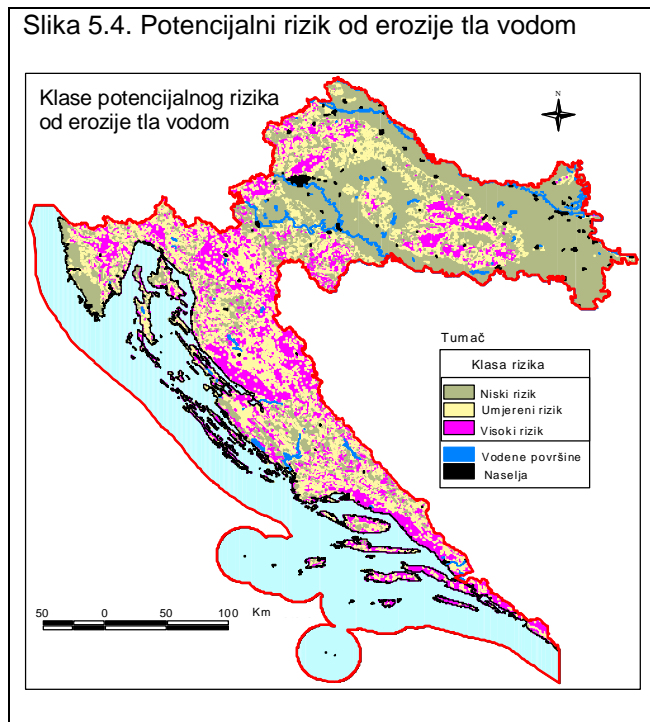 Slika 5.4. Potencijalni rizik od erozije tla vodom
Klase potencijalnog rizika
od erozije tla vodom
N
Tumač
Klasa rizika
Niski rizik
Umjereni rizik
Visoki rizik
Vodene površine
Naselja
50 0 50 100 Km